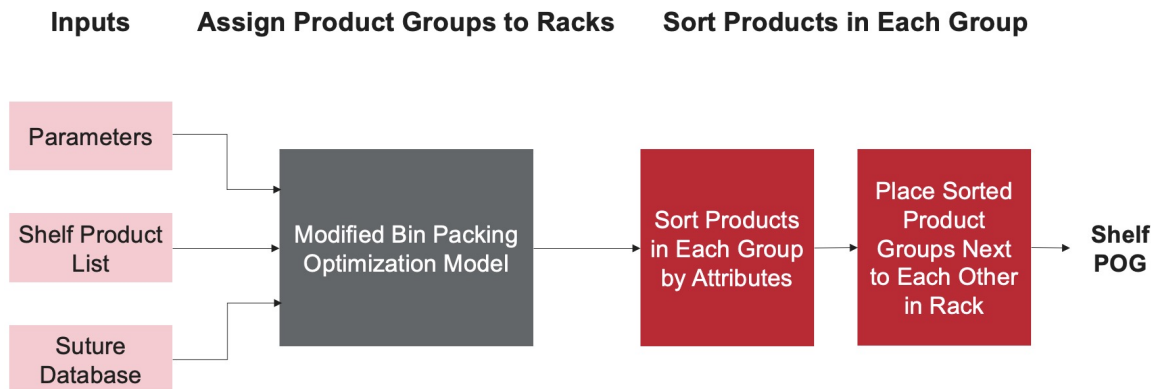 Inputs
Assign Product Groups to Racks
Sort Products in Each Group
Parameters
Shelf Product
List
Suture
Database
Modified Bin Packing
Optimization Model
Sort Products
in Each Group
by Attributes
Place Sorted
Product
Groups Next
to Each Other
in Rack
Shelf
POG